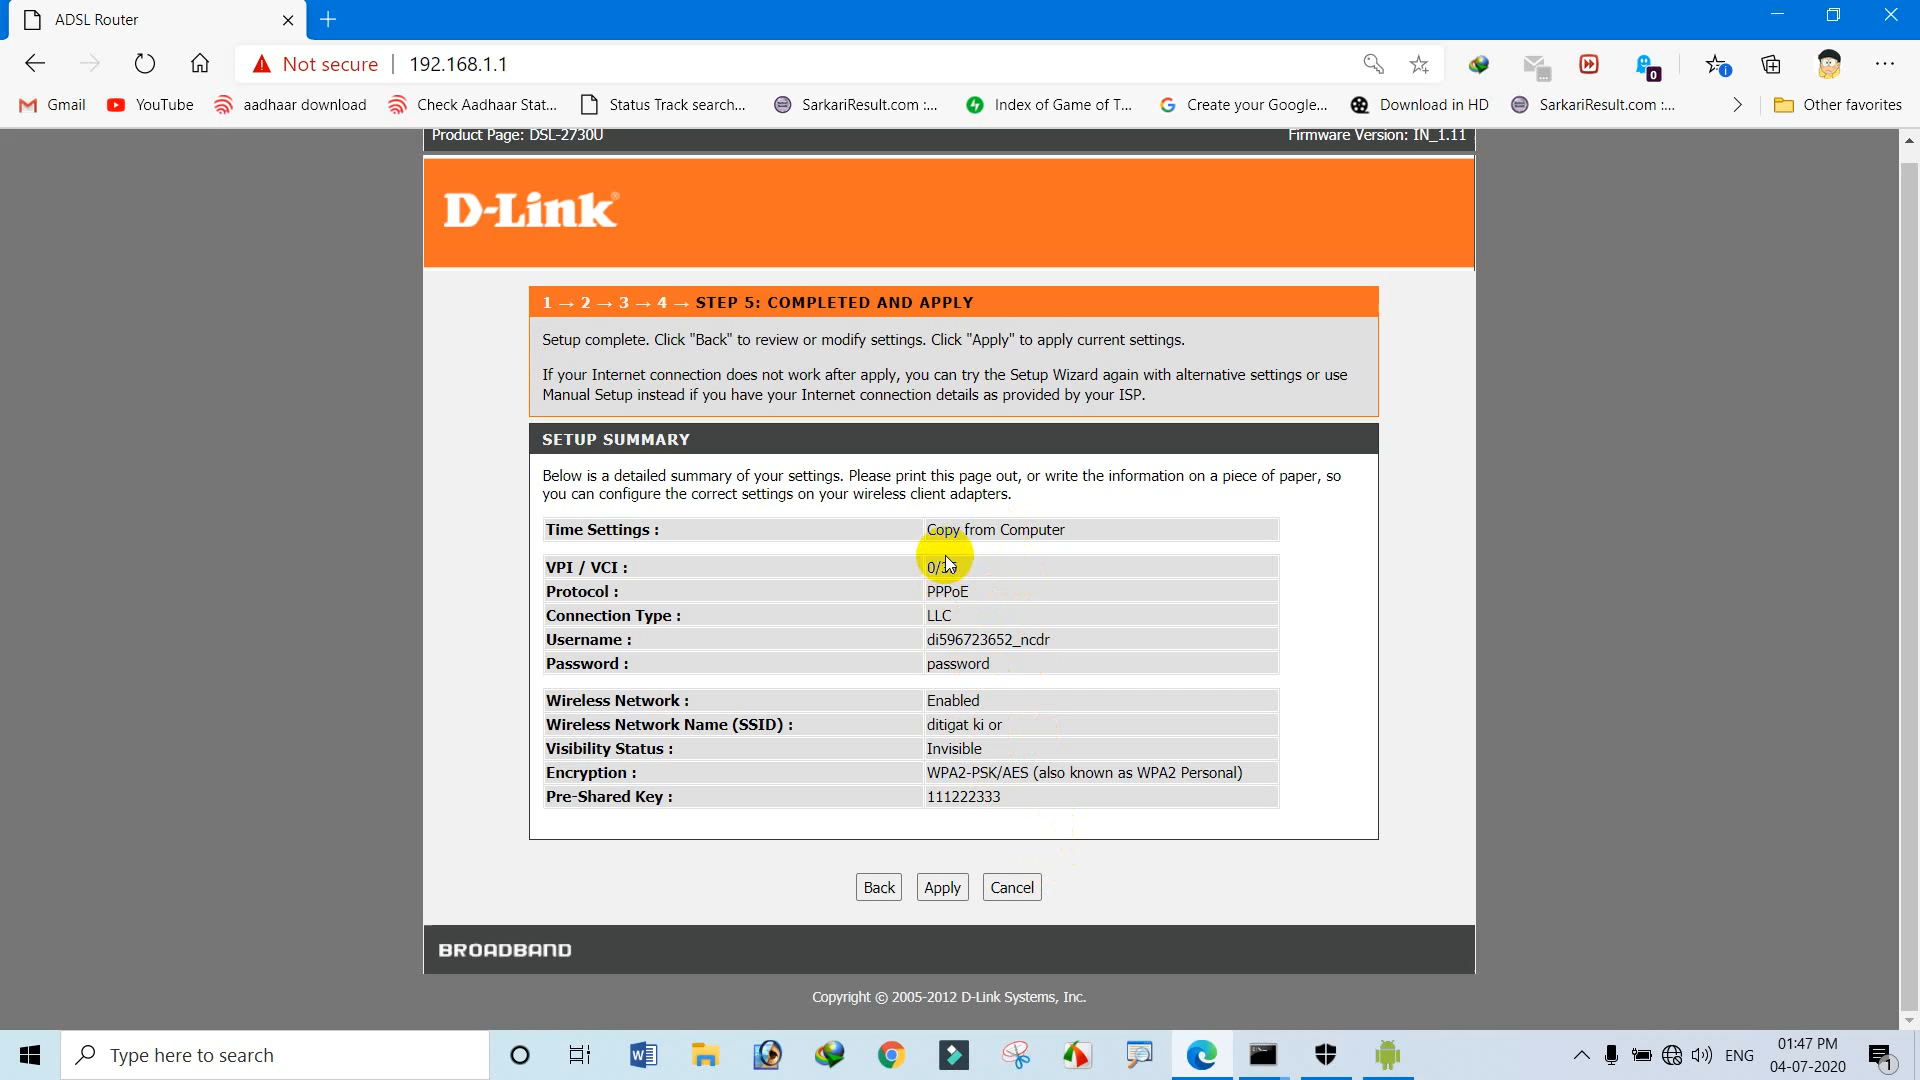 ADSL Router
Not secure | 192.168.1.1
0
Gmail YouTube aadhaar download Check Aadhaar Stat... Status Track search... SarkariResult.com :... Index of Game of T... Create your Google... Download in HD SarkariResult.com :... Other favorites
Product Page: DSL-2730U Firmware Version: IN_1.11
D-Link
1 → 2 → 3 → 4 → STEP 5: COMPLETED AND APPLY
Setup complete. Click "Back" to review or modify settings. Click "Apply" to apply current settings.
If your Internet connection does not work after apply, you can try the Setup Wizard again with alternative settings or use
Manual Setup instead if you have your Internet connection details as provided by your ISP.
SETUP SUMMARY
Below is a detailed summary of your settings. Please print this page out, or write the information on a piece of paper, so
you can configure the correct settings on your wireless client adapters.
Time Settings : Copy from Computer
VPI / VCI :
Protocol : PPPoE
Connection Type : LLC
Username : di596723652_ncdr
Password : password
Wireless Network : Enabled
Wireless Network Name (SSID) : ditigat ki or
Visibility Status : Invisible
Encryption : WPA2-PSK/AES (also known as WPA2 Personal)
Pre-Shared Key : 111222333
Back Apply Cancel
BROADBAND
Copyright © 2005-2012 D-Link Systems, Inc.
Type here to search
ENG
01:47 PM
04-07-2020
1